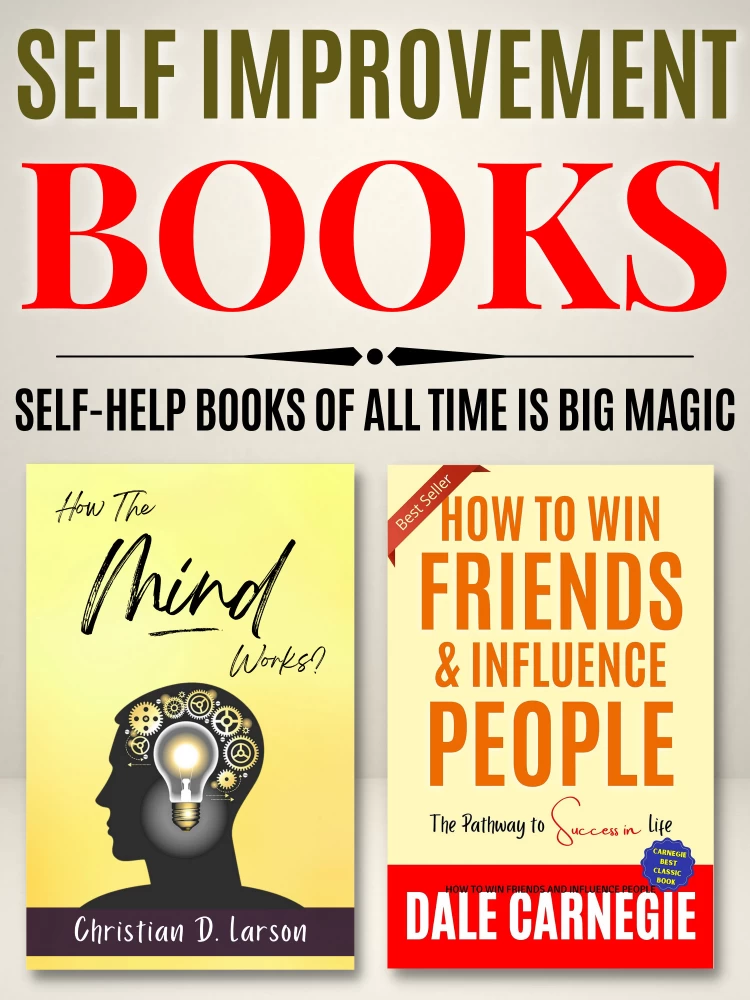 SELF IMPROVEMENT
BOOKS
SELF-HELP BOOKS OF ALL TIME IS BIG MAGIC
How The
Mind
Works?
Christian D. Larson
Best Seller
HOW TO WIN
FRIENDS
& INFLUENCE
PEOPLE
The Pathway to Success in Life
CARNEGIE
BEST
CLASSIC
BOOK
HOW TO WIN FRIENDS AND INFLUENCE PEOPLE
DALE CARNEGIE